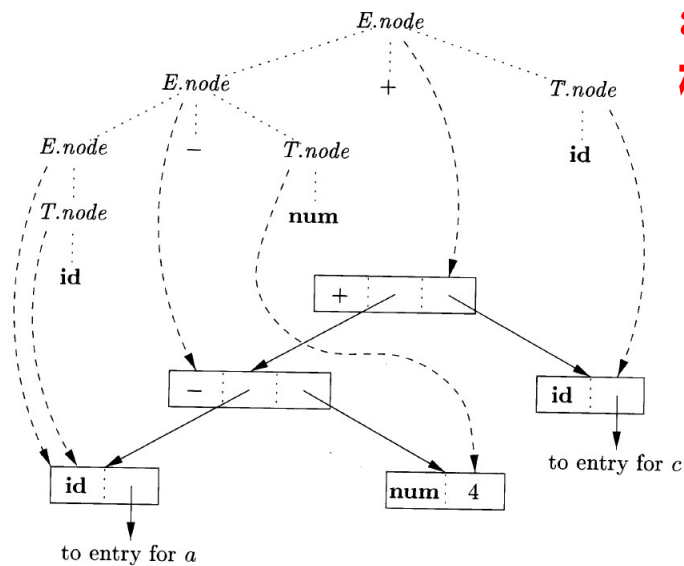 E.node
E.node + T.node
E.node − T.node id
T.node num
id
+
− id
to entry for c
id num 4
to entry for a